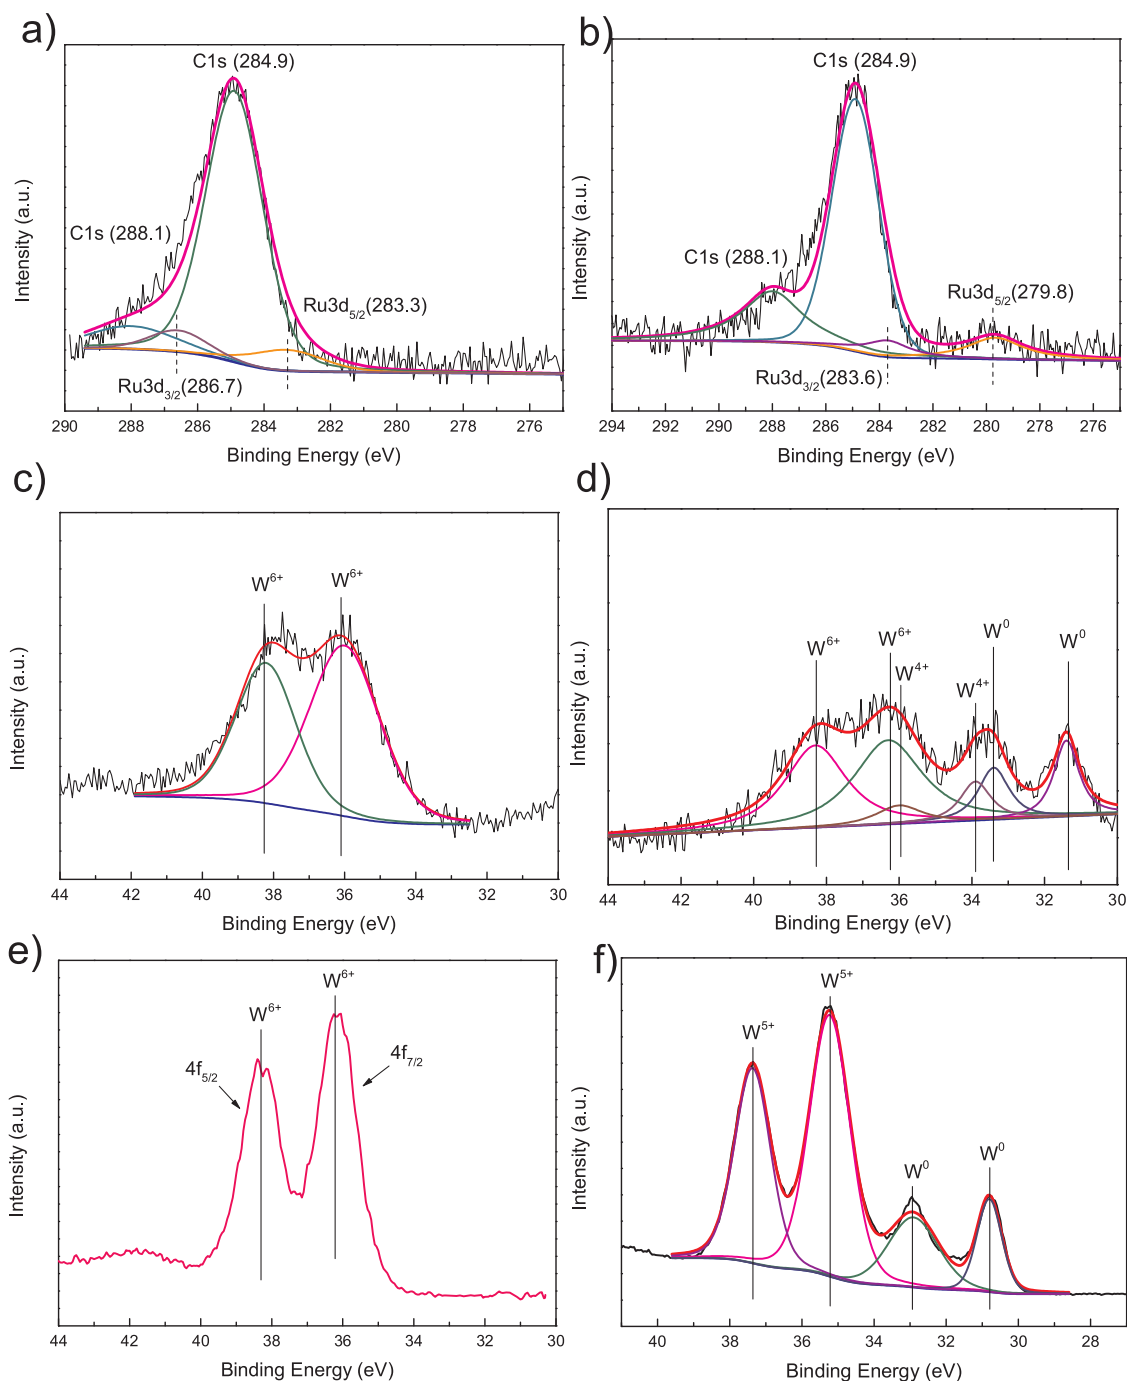 a)
C1s (284.9)
C1s (288.1)
Ru3d5/2(283.3)
Ru3d3/2(286.7)
Intensity (a.u.)
290 288 286 284 282 280 278 276
Binding Energy (eV)
b)
C1s (284.9)
C1s (288.1)
Ru3d5/2(279.8)
Ru3d3/2(283.6)
Intensity (a.u.)
294 292 290 288 286 284 282 280 278 276
Binding Energy (eV)
c)
W6+ W6+
Intensity (a.u.)
44 42 40 38 36 34 32 30
Binding Energy (eV)
d)
W6+ W6+ W4+ W4+ W0 W0
Intensity (a.u.)
44 42 40 38 36 34 32 30
Binding Energy (eV)
e)
W6+ W6+
4f5/2 4f7/2
Intensity (a.u.)
44 42 40 38 36 34 32 30
Binding Energy (eV)
f)
W5+ W5+ W0 W0
Intensity (a.u.)
40 38 36 34 32 30 28
Binding Energy (eV)